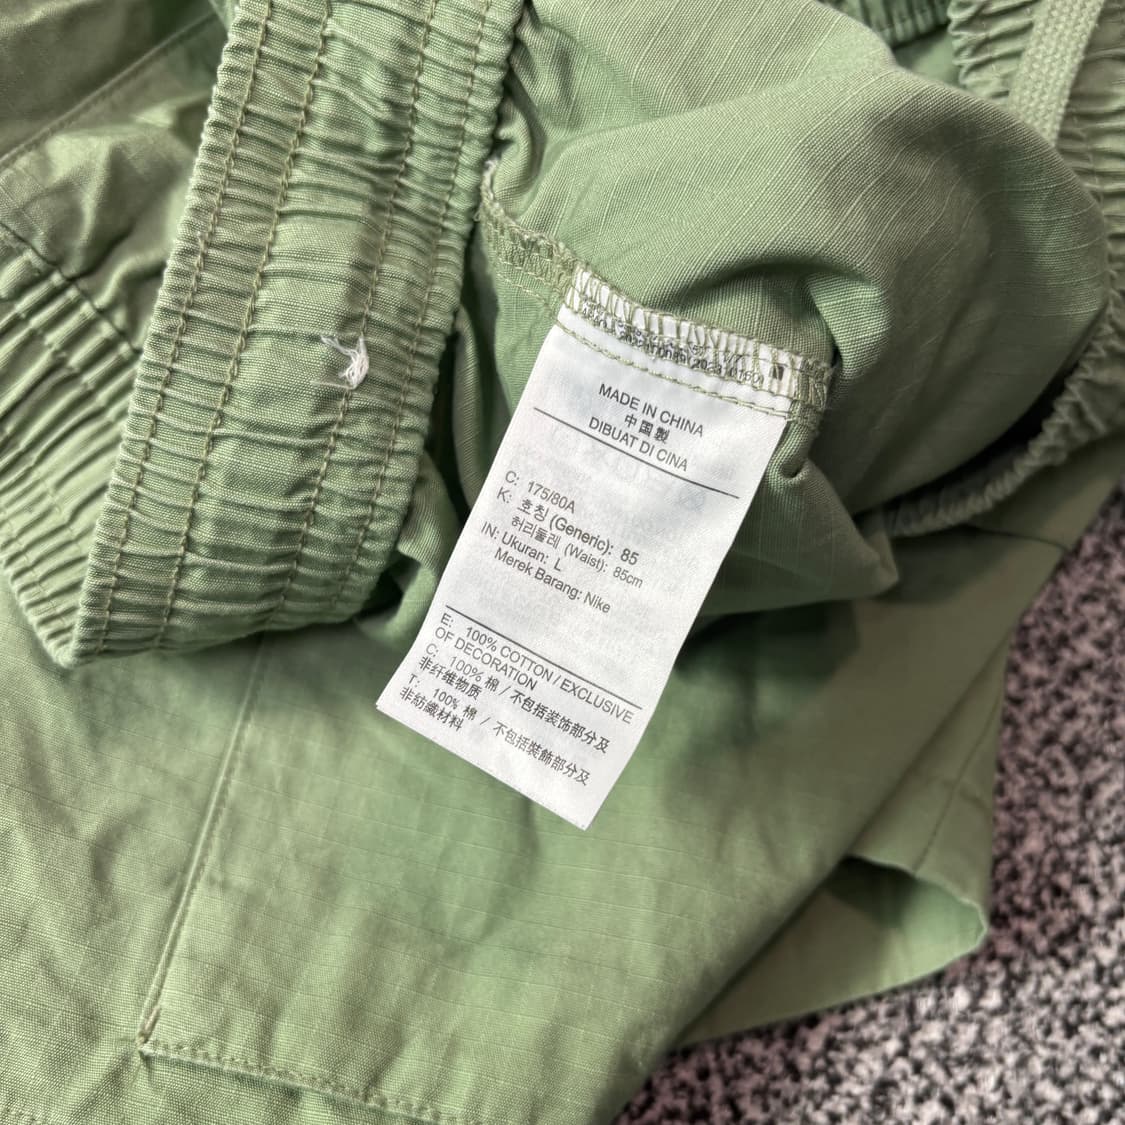 MADE IN CHINA
中国製
DIBUAT DI CINA
C: 175/80A
K: 호칭 (Generic): 85
허리둘레 (Waist): 85cm
IN: Ukuran: L
Merek Barang: Nike
E: 100% COTTON / EXCLUSIVE
OF DECORATION
C: 100% 棉 / 不包括装饰部分及
非纤维物质
T: 100% 棉 / 不包括裝飾部分及
非紡織材料